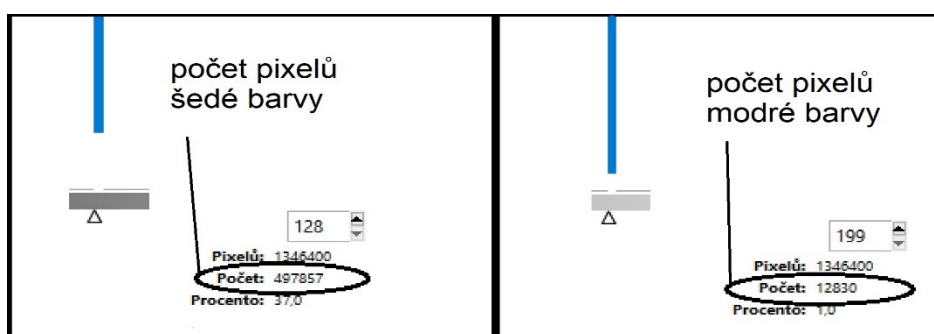 počet pixelů
šedé barvy
128
Pixelů: 1346400
Počet: 497857
Procento: 37,0
počet pixelů
modré barvy
199
Pixelů: 1346400
Počet: 12830
Procento: 1,0